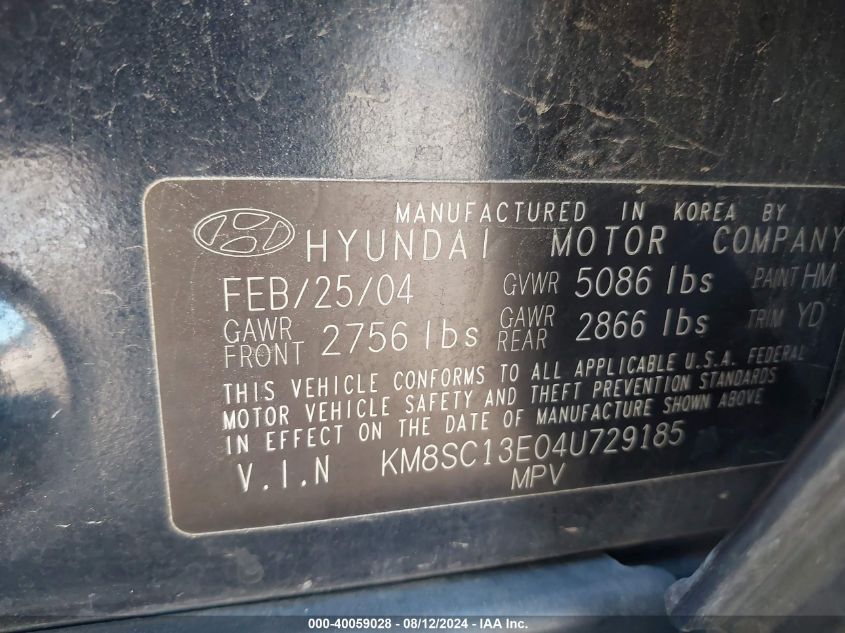 MANUFACTURED IN KOREA BY
HYUNDAI MOTOR COMPANY
FEB/25/04 GVWR 5086 lbs PAINT HM
GAWR FRONT 2756 lbs GAWR REAR 2866 lbs TRIM YD
THIS VEHICLE CONFORMS TO ALL APPLICABLE U.S.A. FEDERAL
MOTOR VEHICLE SAFETY AND THEFT PREVENTION STANDARDS
IN EFFECT ON THE DATE OF MANUFACTURE SHOWN ABOVE
V.I.N KM8SC13E04U729185
MPV
000-40059028 - 08/12/2024 - IAA Inc.